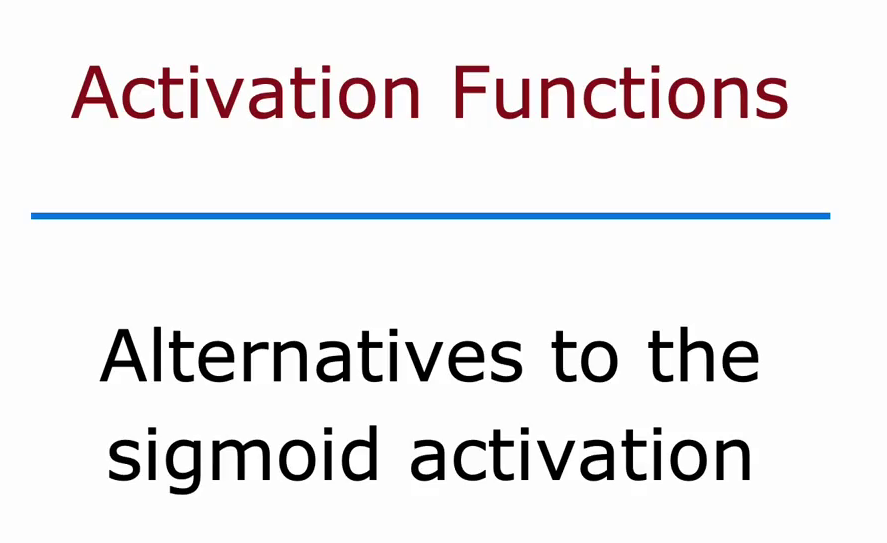 Activation Functions
Alternatives to the
sigmoid activation